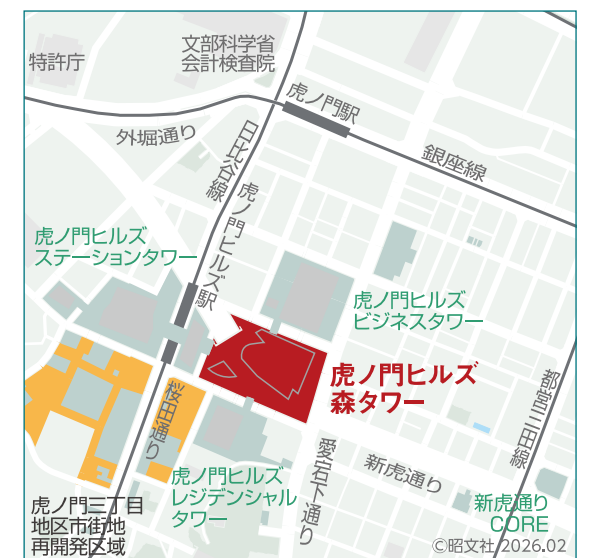 文部科学省
会計検査院
特許庁
虎ノ門駅
外堀通り
日比谷線
銀座線
虎ノ門ヒルズ駅
虎ノ門ヒルズ
ステーションタワー
虎ノ門ヒルズ
ビジネスタワー
虎ノ門ヒルズ
森タワー
都営三田線
桜田通り
愛宕下通り
新虎通り
虎ノ門ヒルズ
レジデンシャル
タワー
新虎通り
CORE
虎ノ門三丁目
地区市街地
再開発区域
©昭文社 2026.02